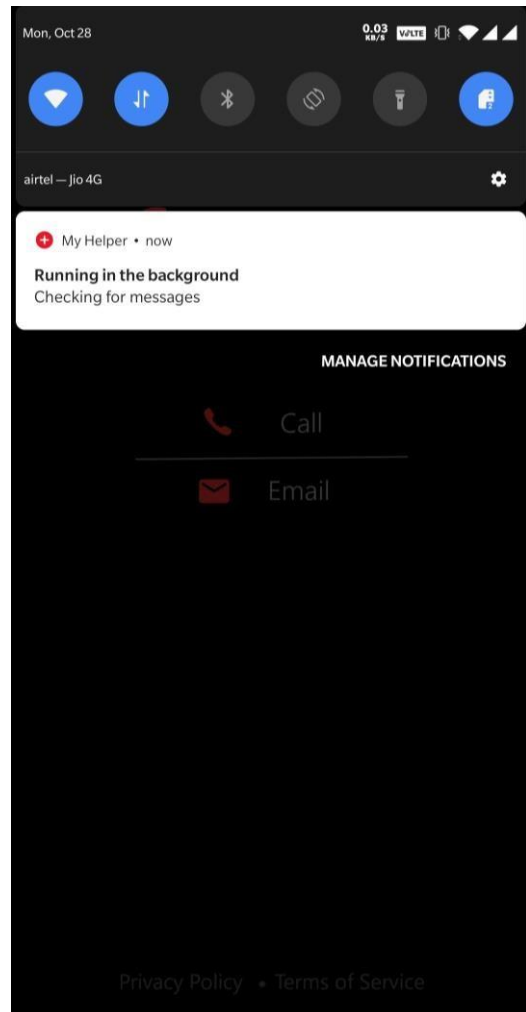 Mon, Oct 28
0.03
KB/S
VoLTE
airtel — Jio 4G
My Helper • now
Running in the background
Checking for messages
MANAGE NOTIFICATIONS
Call
Email
Privacy Policy • Terms of Service